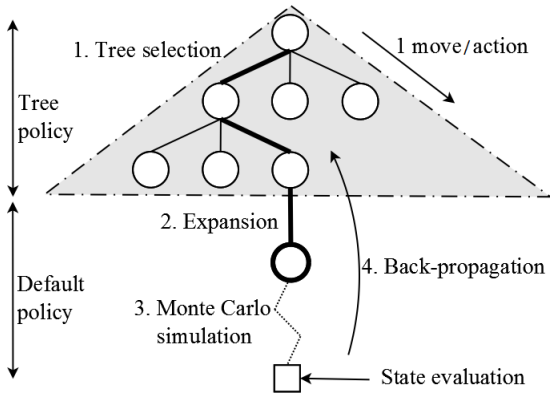 1. Tree selection
1 move/action
Tree
policy
2. Expansion
Default
policy
3. Monte Carlo
simulation
4. Back-propagation
State evaluation